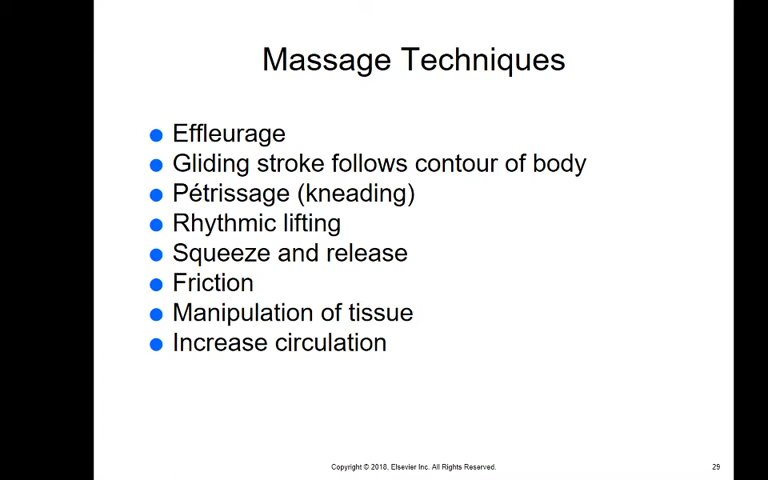 Massage Techniques
Effleurage
Gliding stroke follows contour of body
Pétrissage (kneading)
Rhythmic lifting
Squeeze and release
Friction
Manipulation of tissue
Increase circulation
Copyright © 2018, Elsevier Inc. All Rights Reserved.
29